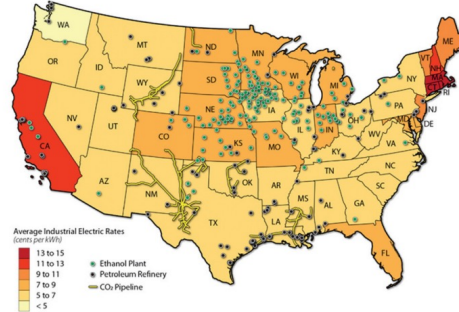 WA
MT
ND
MN
ME
OR
ID
SD
WI
VT
NH
WY
MI
NY
MA
CT
RI
NE
IA
PA
NJ
NV
UT
CO
IL
IN
OH
MD
DE
CA
KS
MO
WV
VA
KY
AZ
NM
OK
TN
NC
AR
SC
TX
LA
MS
AL
GA
FL
Average Industrial Electric Rates
(cents per kWh)
13 to 15
11 to 13
9 to 11
7 to 9
5 to 7
< 5
Ethanol Plant
Petroleum Refinery
CO₂ Pipeline